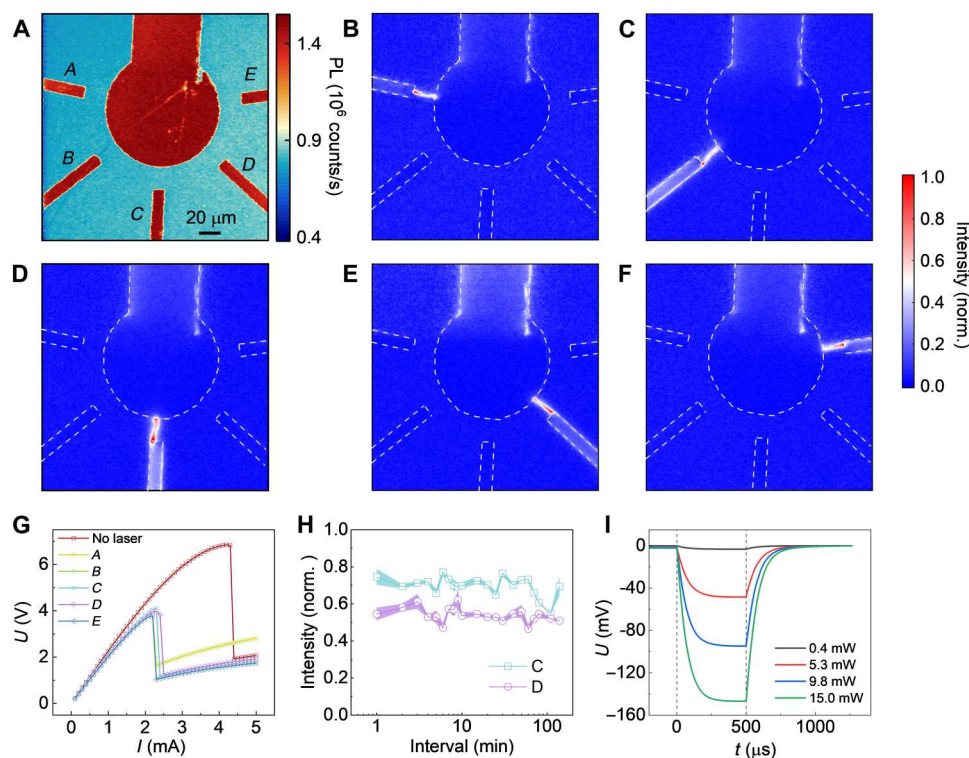 A
B
C
A
E
B
D
C
20 μm
1.4
0.9
0.4
PL (10⁶ counts/s)
D
E
F
1.0
0.8
0.6
0.4
0.2
0.0
Intensity (norm.)
G
No laser
A
B
C
D
E
6
4
2
0
U (V)
0 1 2 3 4 5
I (mA)
H
1.0
0.8
0.6
0.4
0.2
0.0
Intensity (norm.)
C
D
1 10 100
Interval (min)
I
0
−40
−80
−120
−160
U (mV)
0.4 mW
5.3 mW
9.8 mW
15.0 mW
0 500 1000
t (μs)